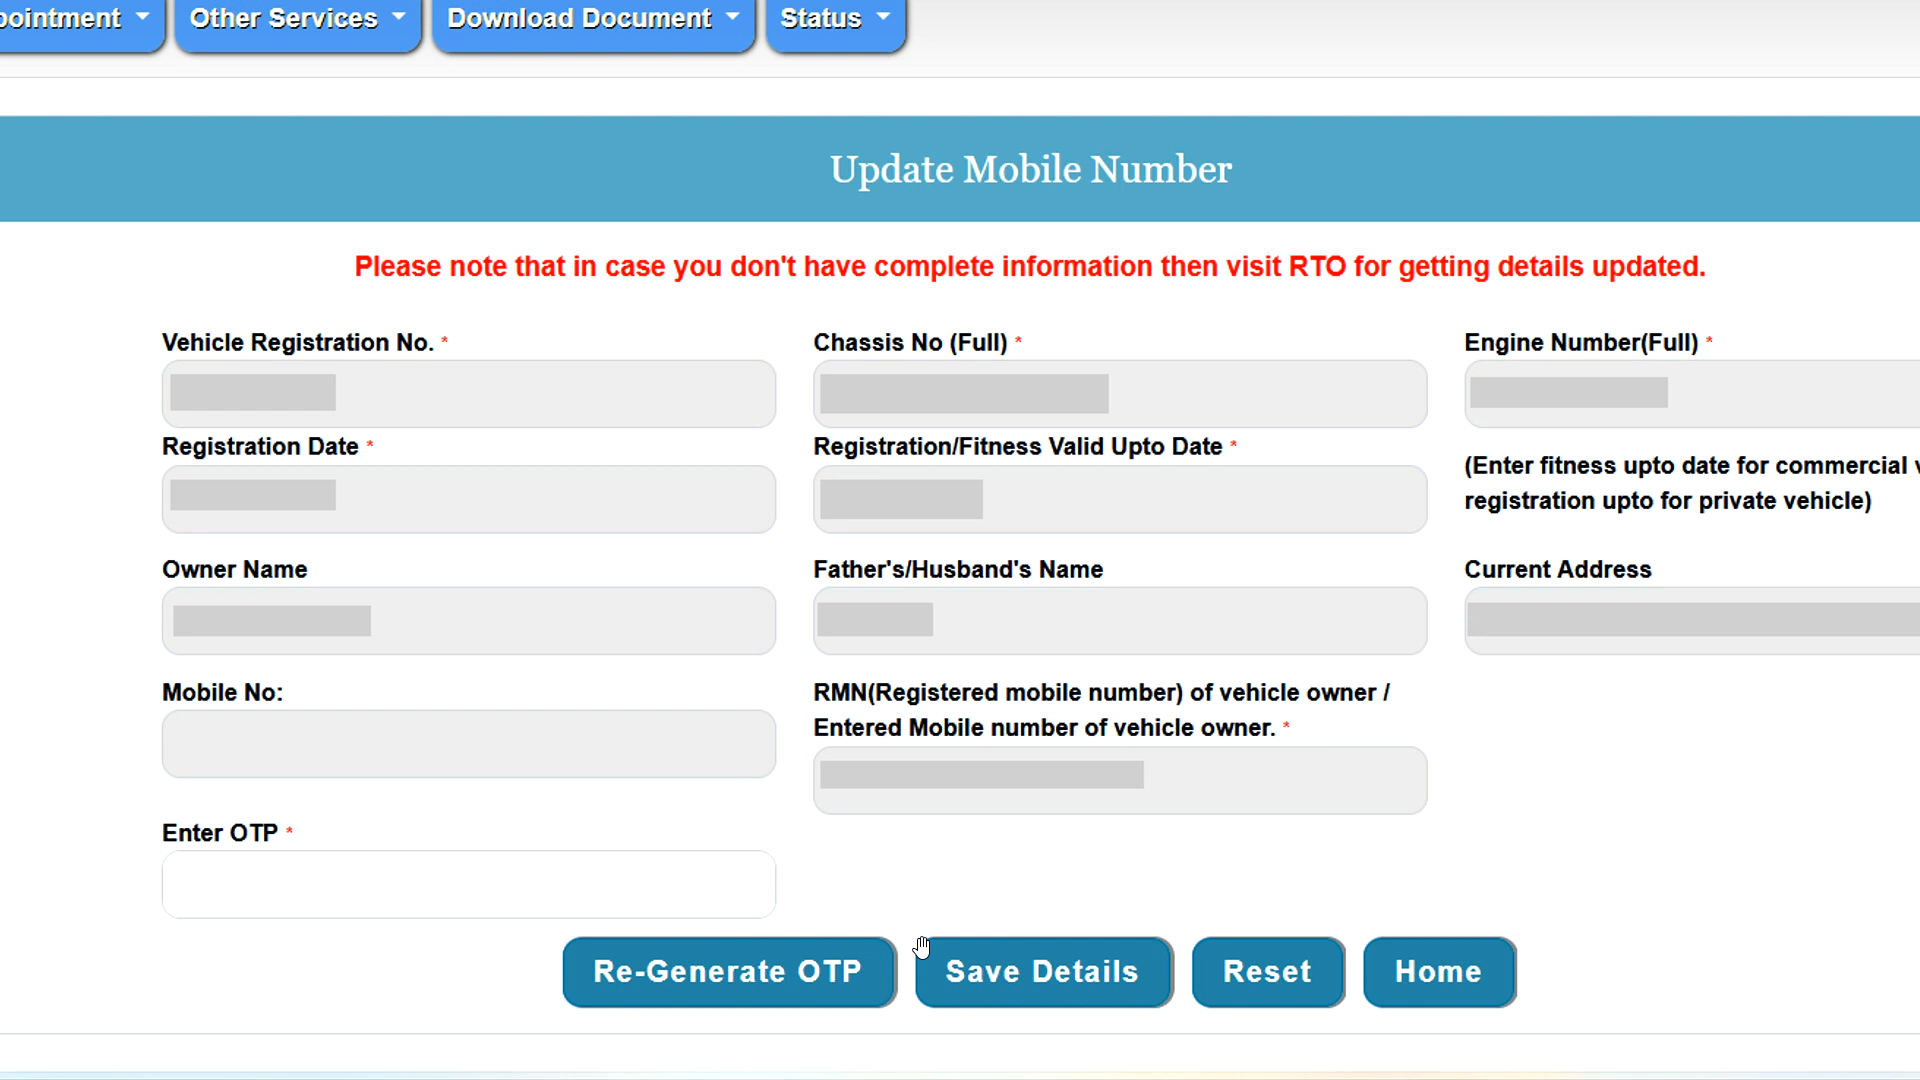 Other Services
Download Document
Status
Update Mobile Number
Please note that in case you don't have complete information then visit RTO for getting details updated.
Vehicle Registration No. *
Chassis No (Full) *
Engine Number(Full) *
Registration Date *
Registration/Fitness Valid Upto Date *
(Enter fitness upto date for commercial
registration upto for private vehicle)
Owner Name
Father's/Husband's Name
Current Address
Mobile No:
RMN(Registered mobile number) of vehicle owner /
Entered Mobile number of vehicle owner. *
Enter OTP *
Re-Generate OTP
Save Details
Reset
Home